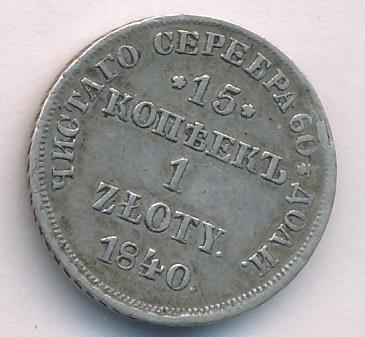 ЧИСТАГО СЕРЕБРА 60 ДОЛИ.
*15*
КОПѢЕКЪ
1
ZŁOTY.
1840.